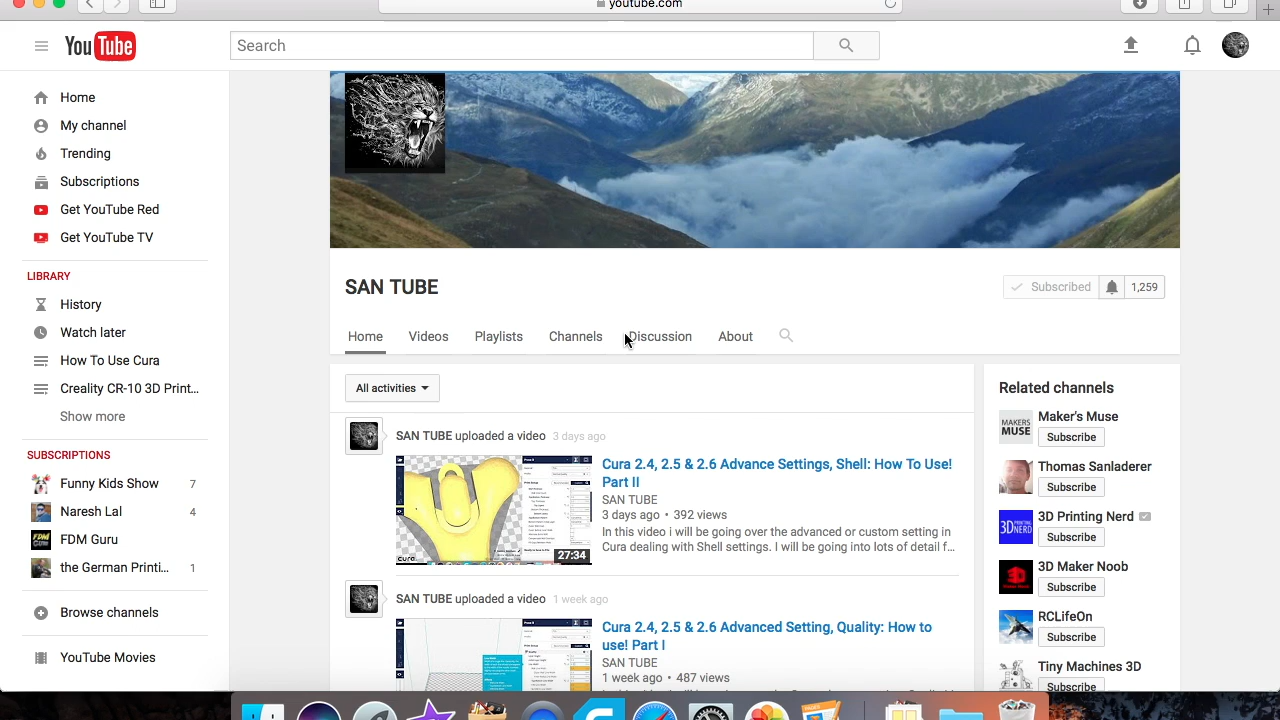 youtube.com
YouTube
Search
Home
My channel
Trending
Subscriptions
Get YouTube Red
Get YouTube TV
LIBRARY
History
Watch later
How To Use Cura
Creality CR-10 3D Print...
Show more
SUBSCRIPTIONS
Funny Kids Show 7
Naresh Lal 4
FDM Guru
the German Printi... 1
Browse channels
YouTube Movies
SAN TUBE
Subscribed 1,259
Home Videos Playlists Channels Discussion About
All activities
SAN TUBE uploaded a video 3 days ago
27:34
Cura 2.4, 2.5 & 2.6 Advance Settings, Shell: How To Use!
Part II
SAN TUBE
3 days ago • 392 views
In this video i will be going over the advanced or custom setting in
Cura dealing with Shell settings. I will be going into lots of detail f...
SAN TUBE uploaded a video 1 week ago
Cura 2.4, 2.5 & 2.6 Advanced Setting, Quality: How to
use! Part I
SAN TUBE
1 week ago • 487 views
Related channels
MAKERS
MUSE
Maker's Muse
Subscribe
Thomas Sanladerer
Subscribe
3D Printing Nerd
Subscribe
3D Maker Noob
Subscribe
RCLifeOn
Subscribe
Tiny Machines 3D
Subscribe
PAGES